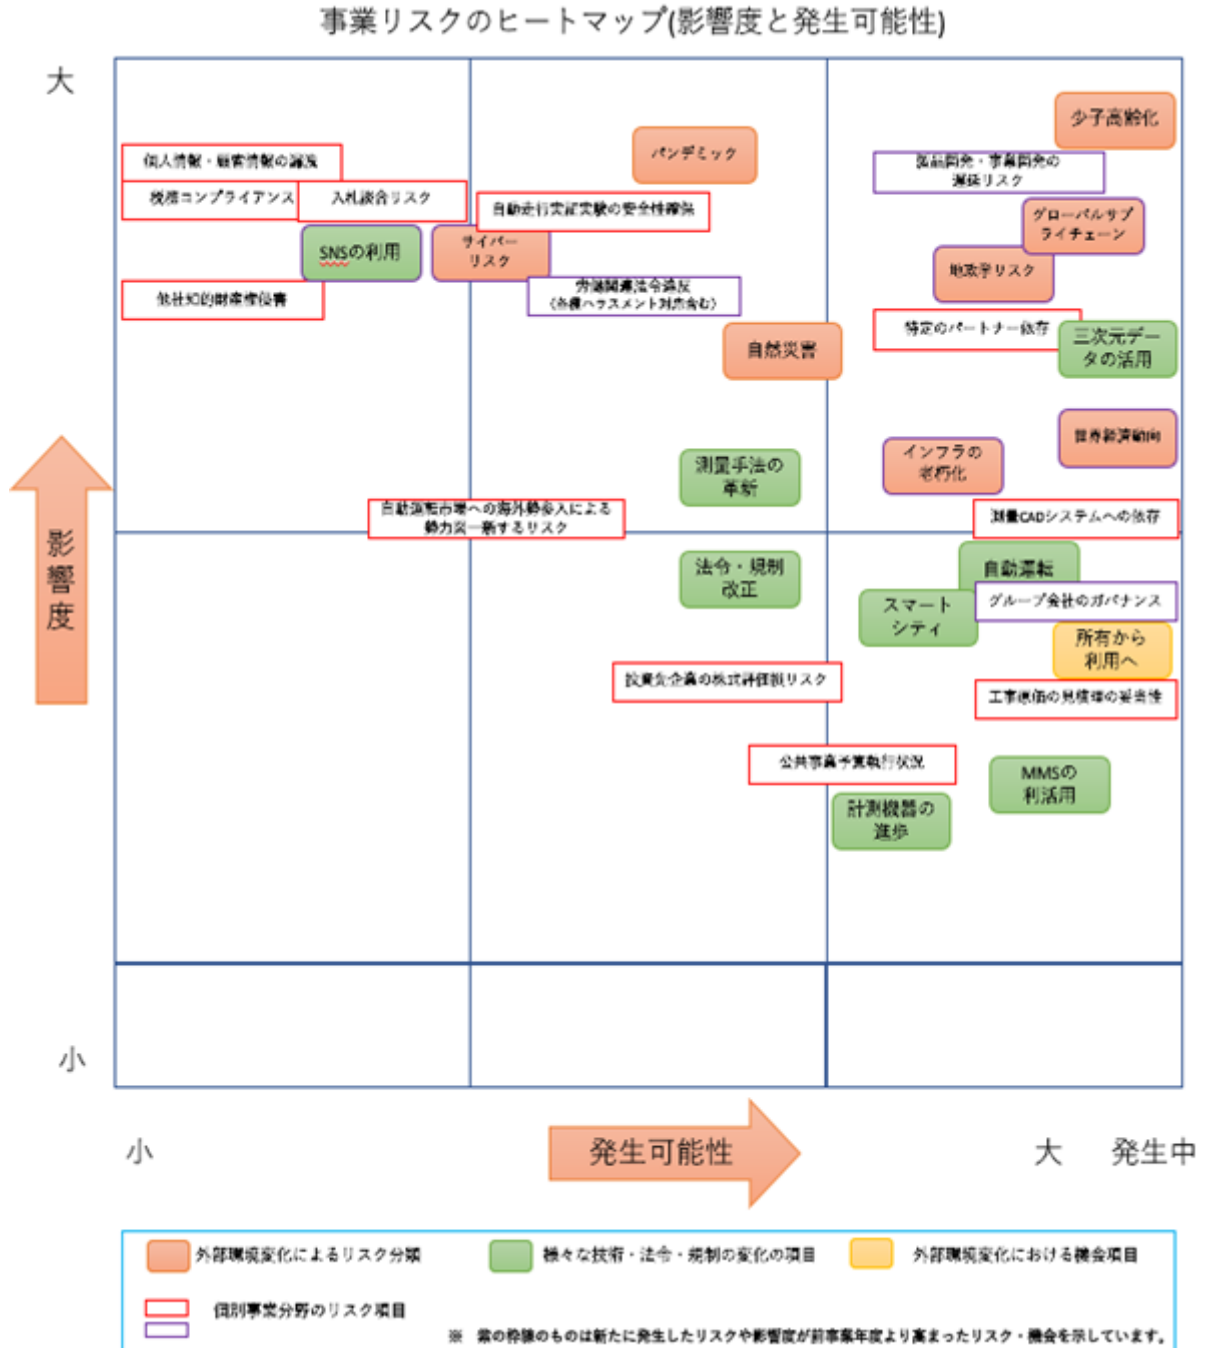 事業リスクのヒートマップ(影響度と発生可能性)
大
少子高齢化
パンデミック
個人情報・顧客情報の漏洩
製品開発・事業開発の
遅延リスク
税務コンプライアンス
入札談合リスク
自動走行実証実験の安全性確保
グローバルサプ
ライチェーン
SNSの利用
サイバー
リスク
地政学リスク
労働関連法令違反
（各種ハラスメント対応含む）
他社知的財産権侵害
特定のパートナー依存
三次元デー
タの活用
自然災害
世界経済動向
インフラの
老朽化
測量手法の
革新
自動運転市場への海外勢参入による
勢力図一新するリスク
測量CADシステムへの依存
影響度
法令・規制
改正
自動運転
グループ会社のガバナンス
スマート
シティ
所有から
利用へ
投資先企業の株式評価損リスク
工事原価の見積の妥当性
公共事業予算執行状況
MMSの
利活用
計測機器の
進歩
小
小
発生可能性
大
発生中
外部環境変化によるリスク分類
様々な技術・法令・規制の変化の項目
外部環境変化における機会項目
個別事業分野のリスク項目
※ 紫の枠線のものは新たに発生したリスクや影響度が前事業年度より高まったリスク・機会を示しています。